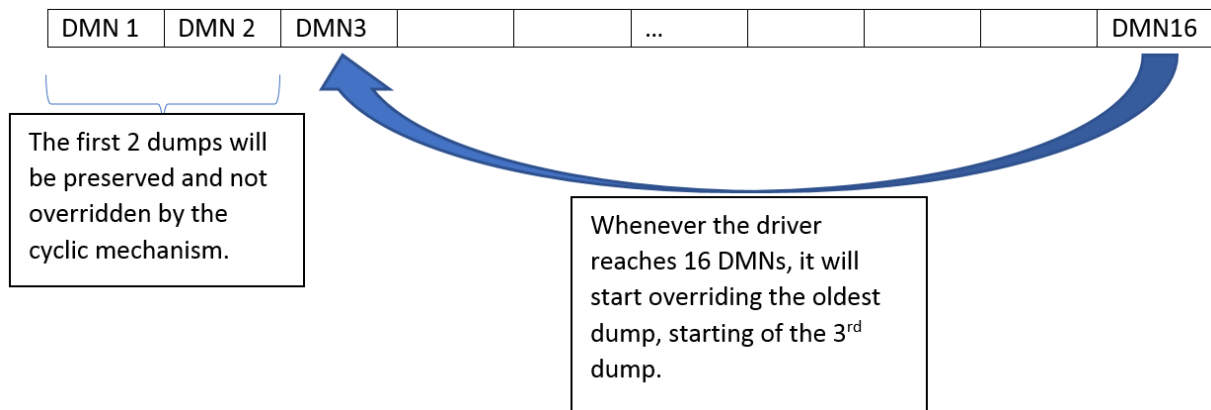 DMN 1 DMN 2 DMN3 ... DMN16
The first 2 dumps will
be preserved and not
overridden by the
cyclic mechanism.
Whenever the driver
reaches 16 DMNs, it will
start overriding the oldest
dump, starting of the 3rd
dump.